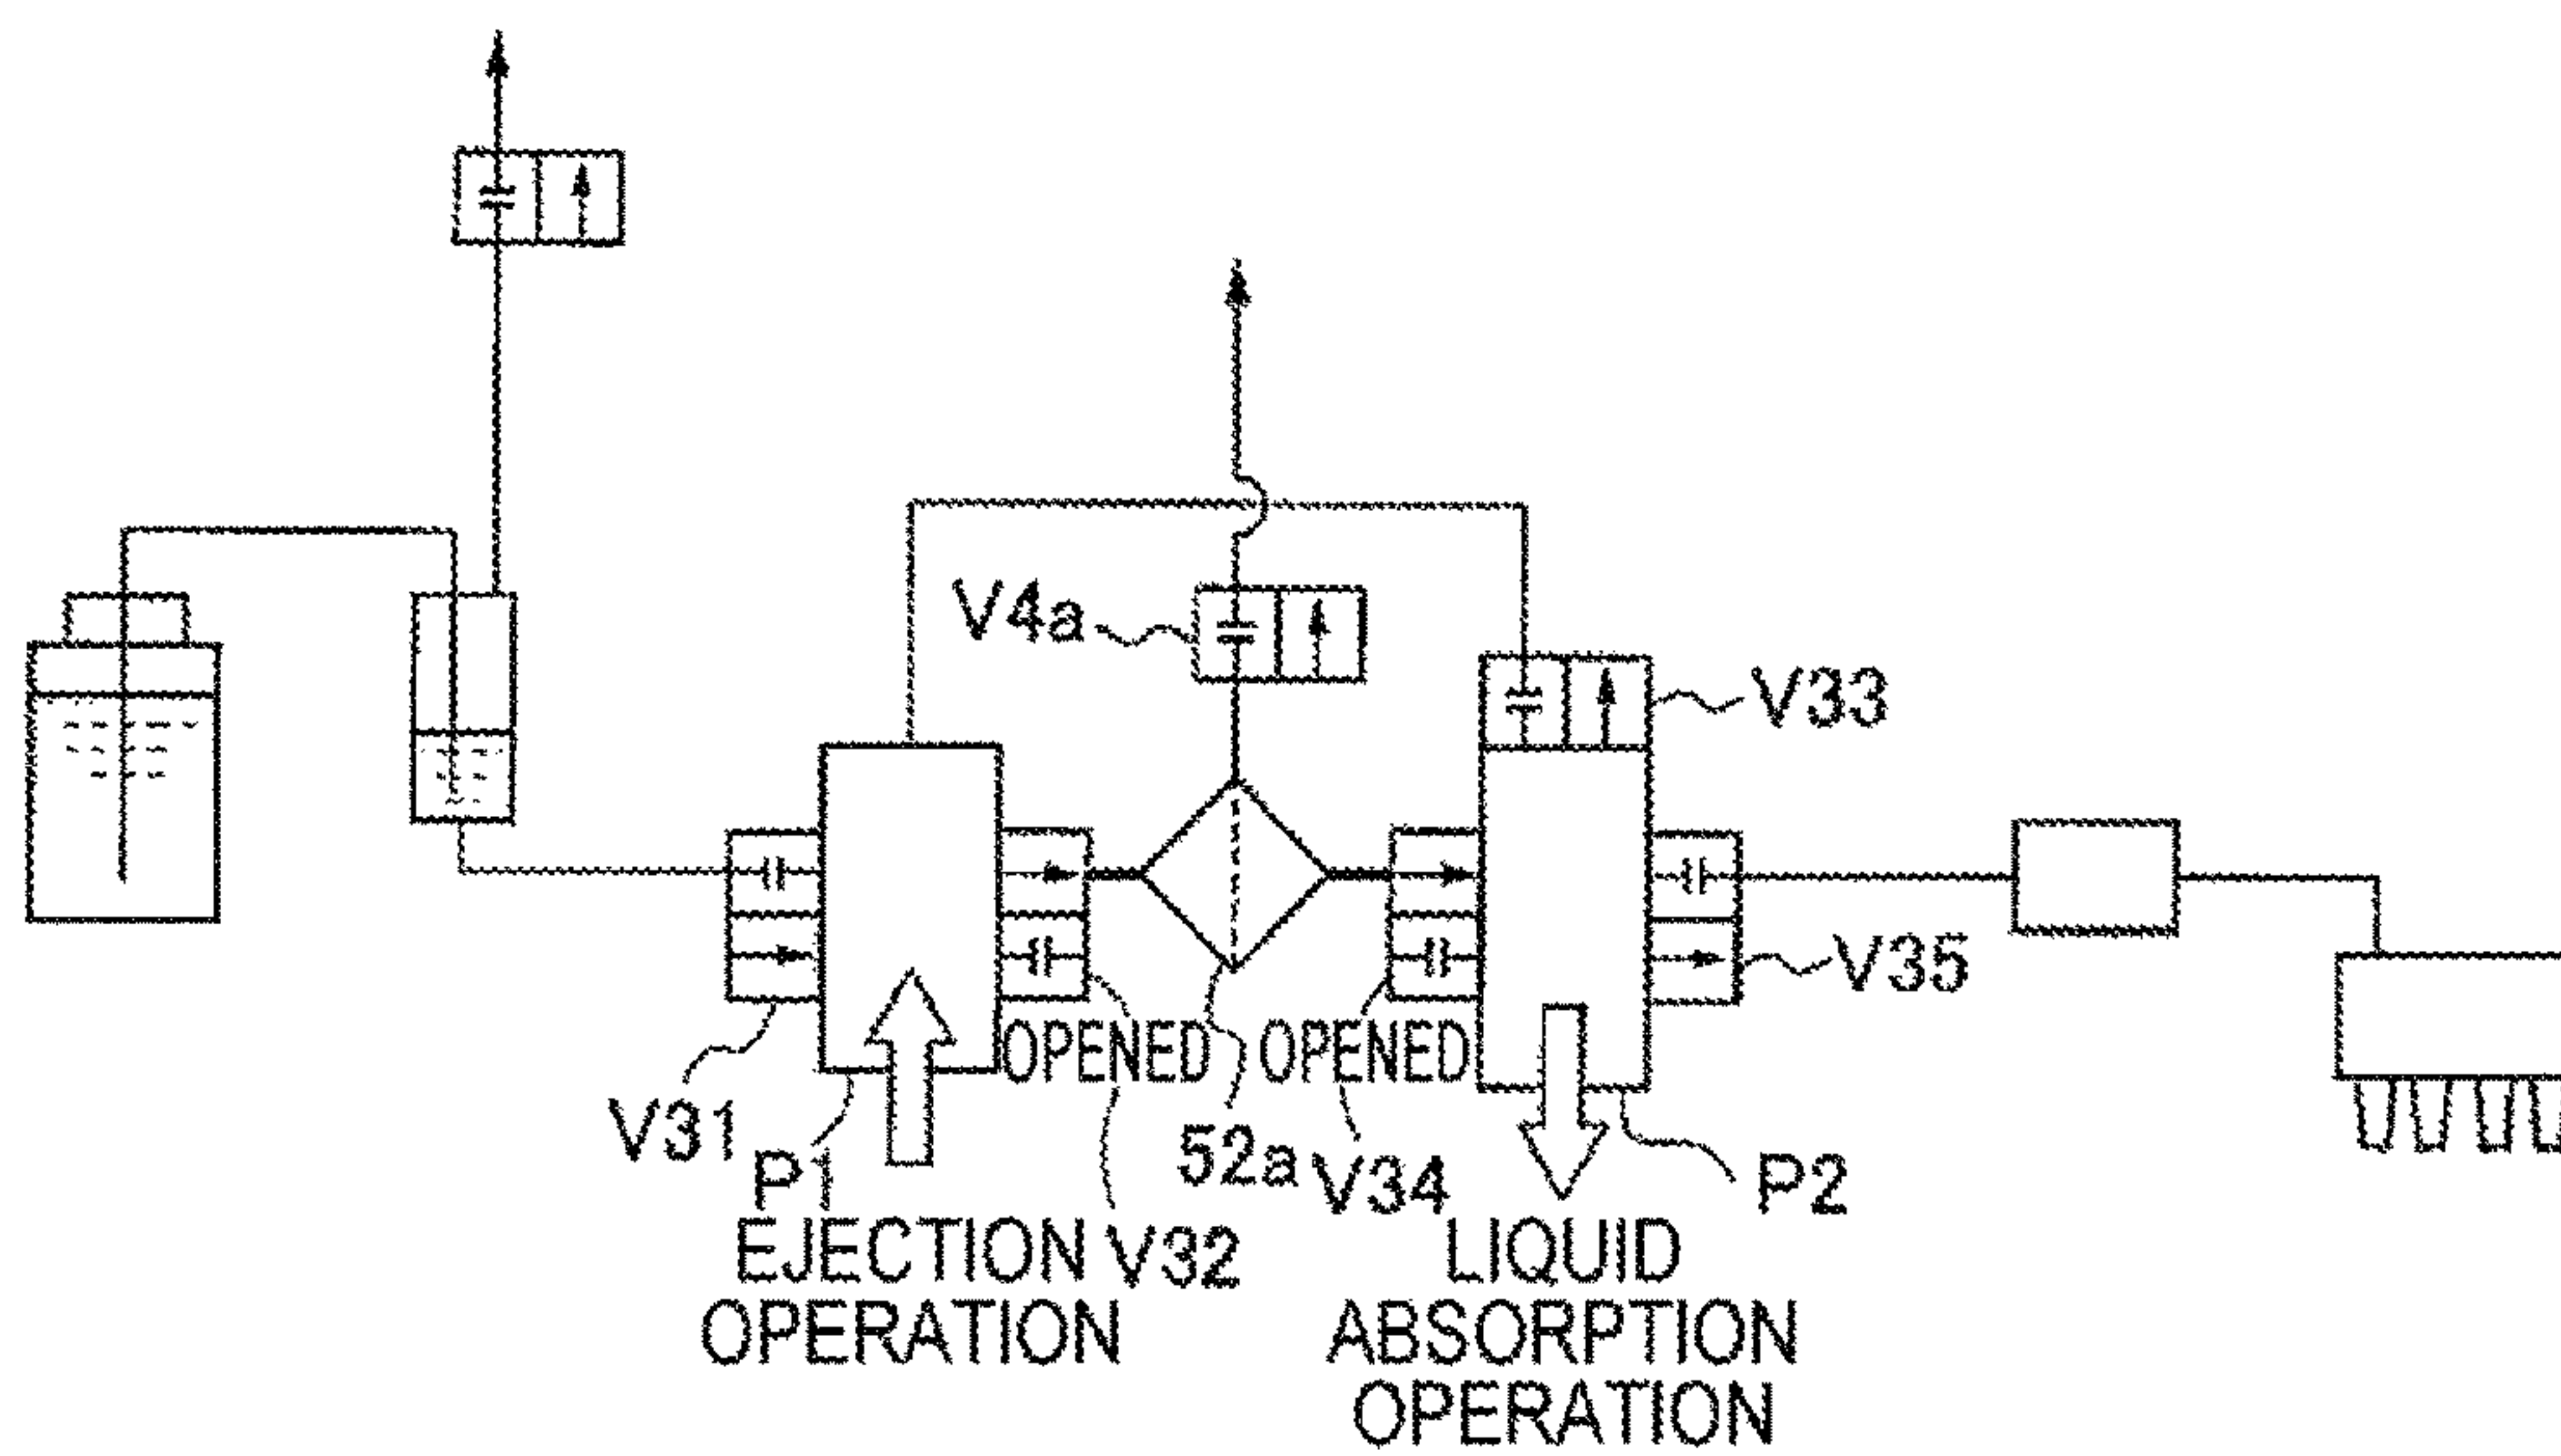 V4a
V33
V35
OPENED
OPENED
V31
P1
52a
V34
P2
EJECTION
OPERATION
V32
LIQUID
ABSORPTION
OPERATION